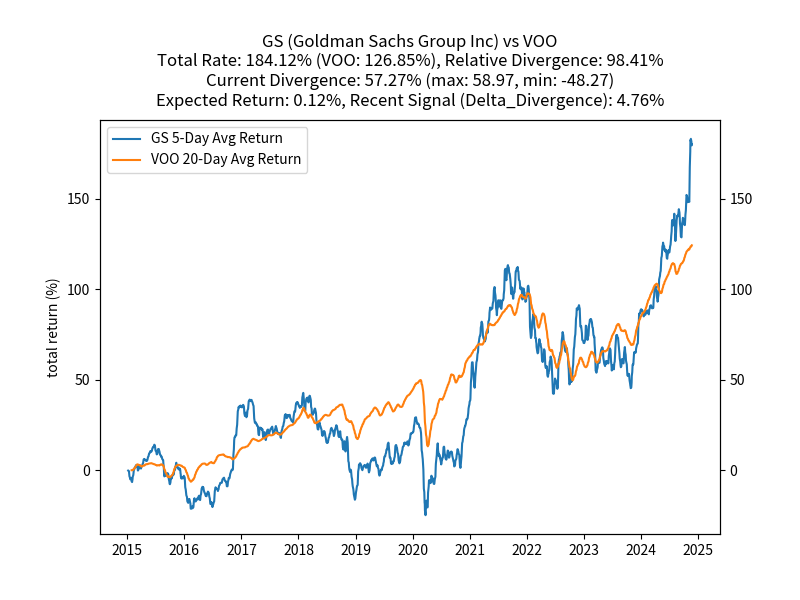 GS (Goldman Sachs Group Inc) vs VOO
Total Rate: 184.12% (VOO: 126.85%), Relative Divergence: 98.41%
Current Divergence: 57.27% (max: 58.97, min: -48.27)
Expected Return: 0.12%, Recent Signal (Delta_Divergence): 4.76%
GS 5-Day Avg Return
VOO 20-Day Avg Return
total return (%)
150
100
50
0
150
100
50
0
2015 2016 2017 2018 2019 2020 2021 2022 2023 2024 2025